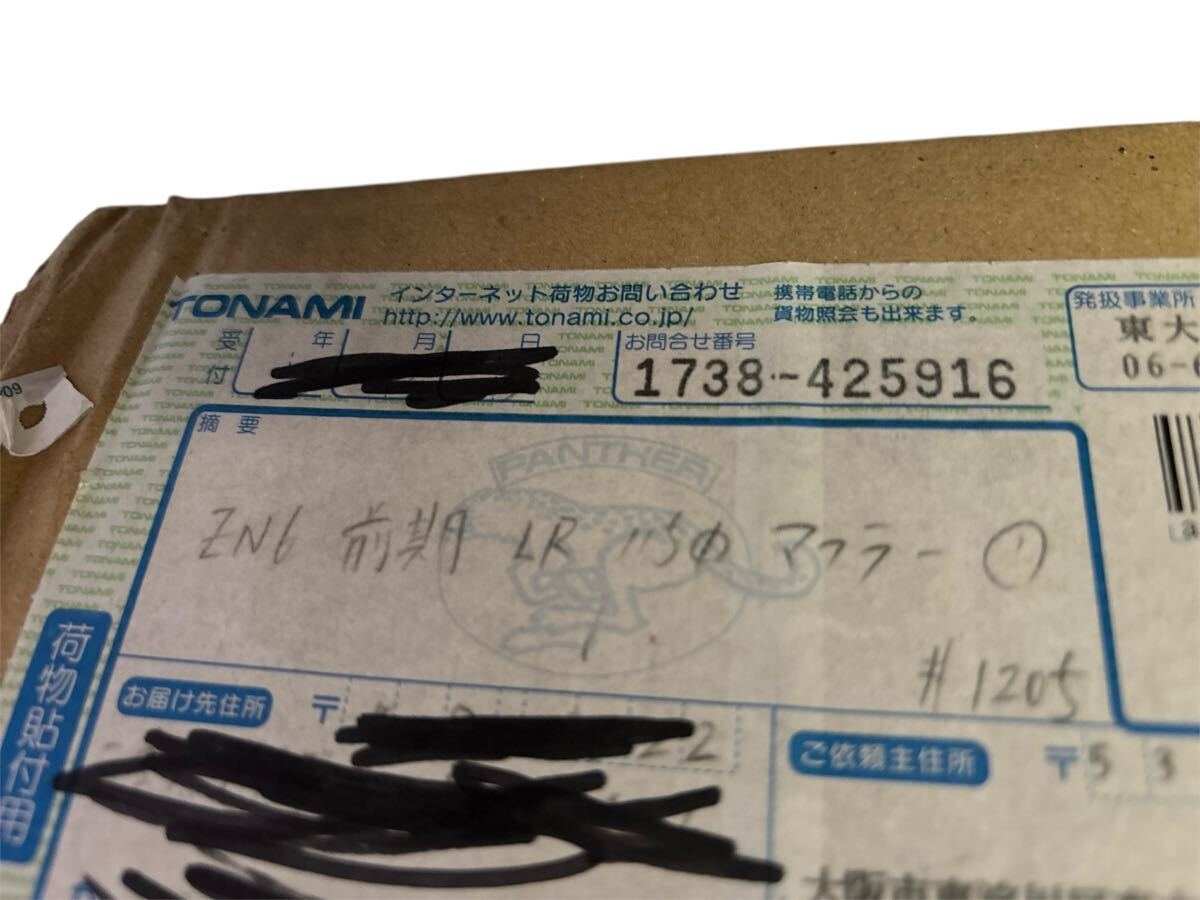 TONAMI インターネット荷物お問い合わせ 携帯電話からの
http://www.tonami.co.jp/ 貨物照会も出来ます。
発扱事業所
東大
06-
受付 年 月 日
お問合せ番号
1738-425916
摘要
PANTHER
ZN6 前期 LR 115Φ マフラー ①
#1205
荷物貼付用
お届け先住所 〒
22
ご依頼主住所 〒53
大阪市東淀川区